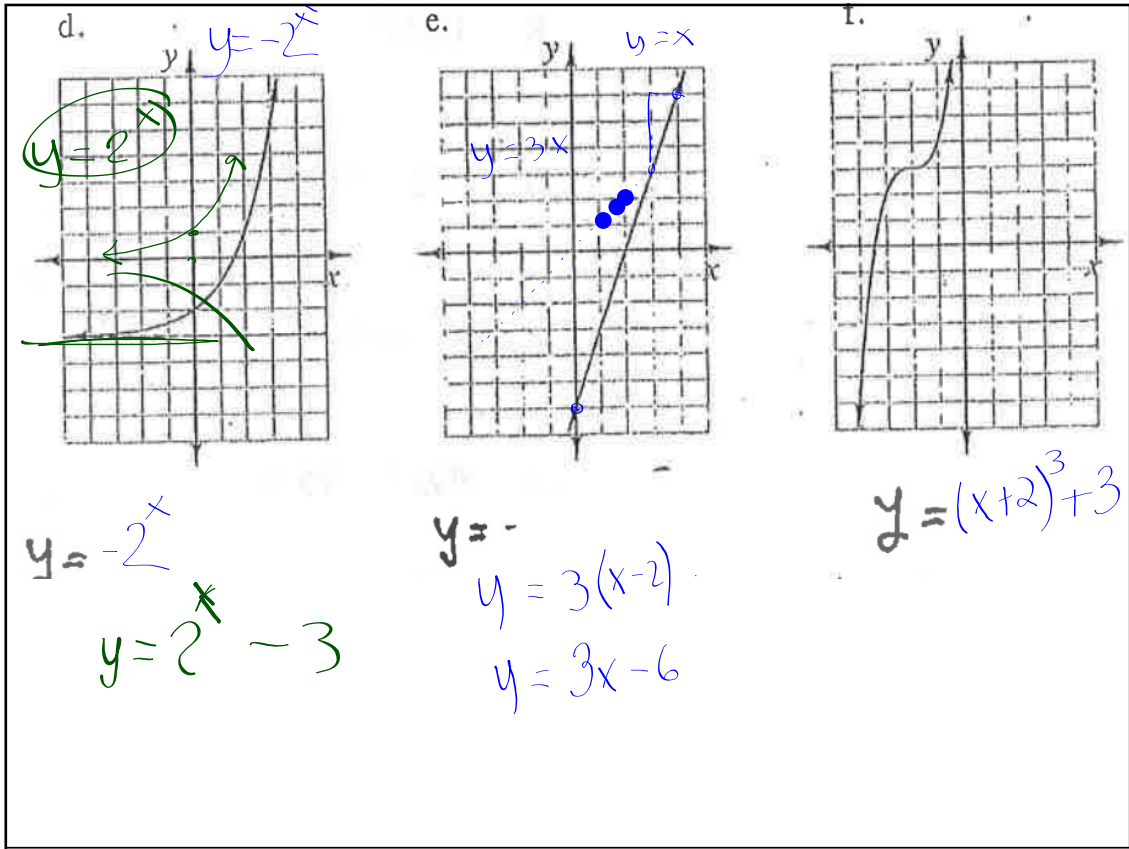 d.
y = -2^x
y
y = 2^x
x
y = -2^x
y = 2^x - 3
e.
y = x
y
y = 3x
x
y = -
y = 3(x-2)
y = 3x - 6
f.
y
x
y = (x+2)^3 + 3